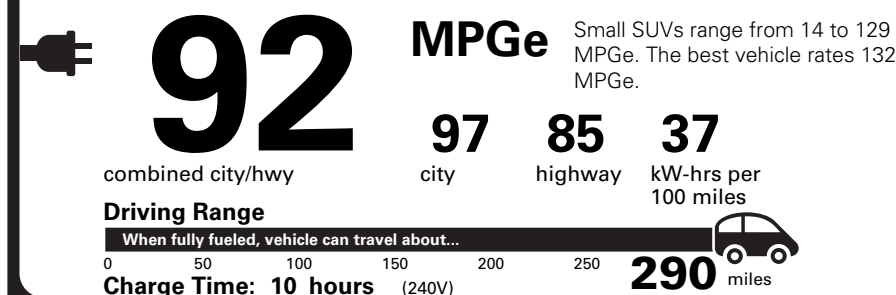 92
MPGe
Small SUVs range from 14 to 129
MPGe. The best vehicle rates 132
MPGe.
combined city/hwy
97
city
85
highway
37
kW-hrs per
100 miles
Driving Range
When fully fueled, vehicle can travel about...
0 50 100 150 200 250 290 miles
Charge Time: 10 hours (240V)